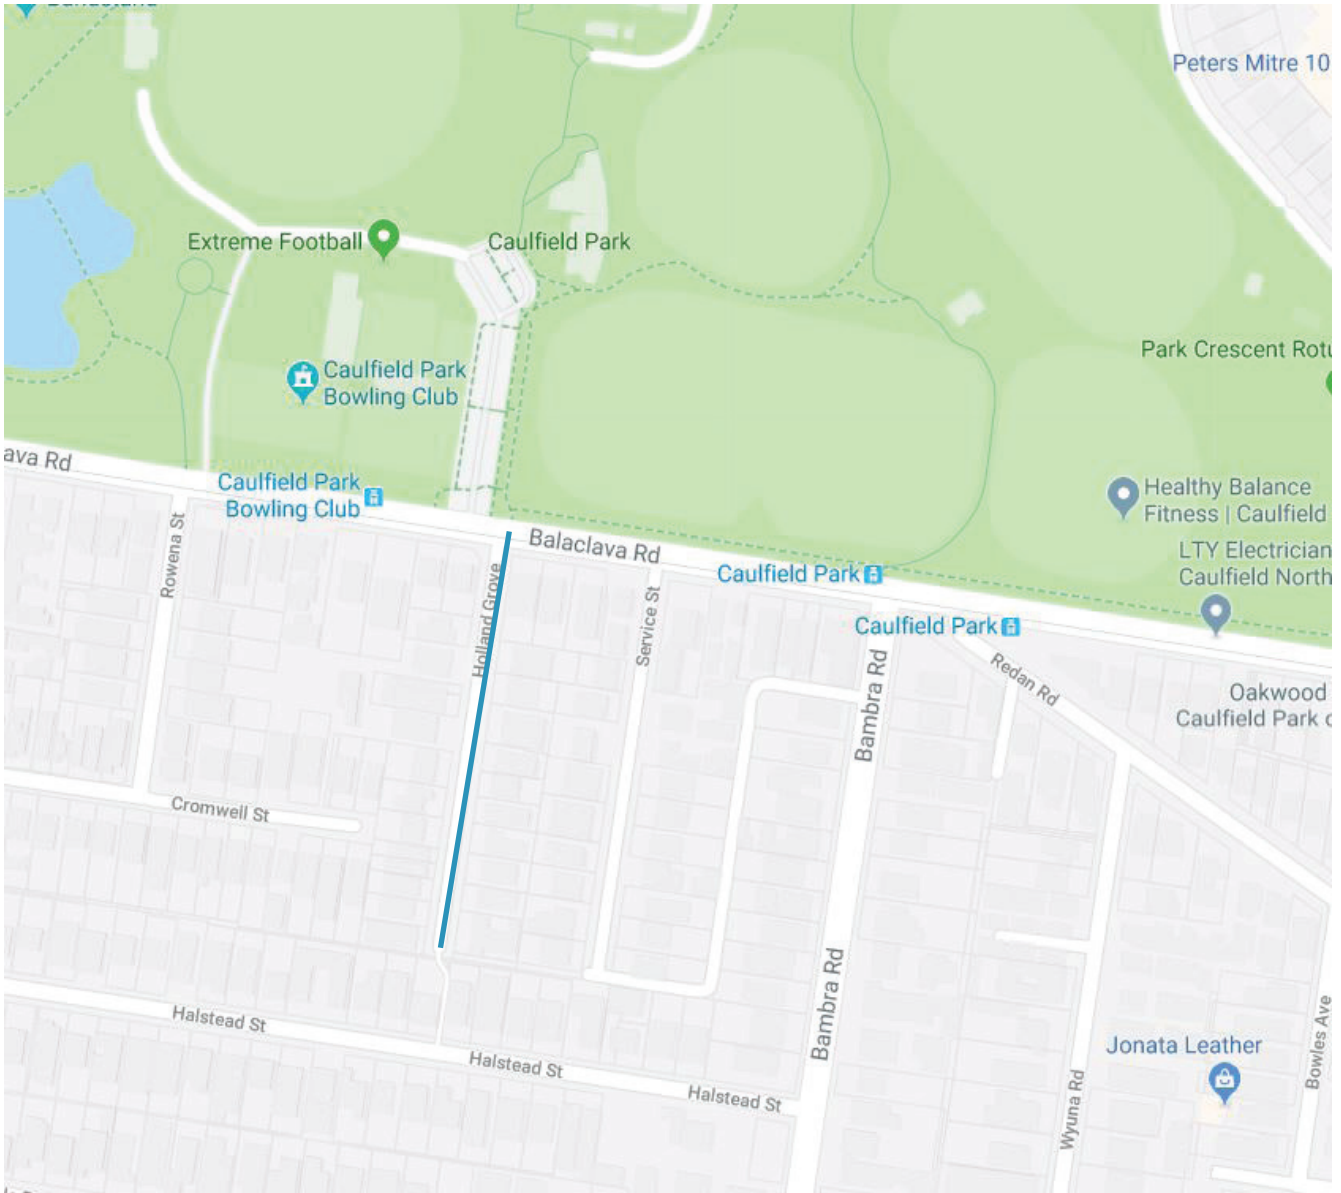 Peters Mitre 10
Extreme Football
Caulfield Park
Park Crescent Rotu
Caulfield Park
Bowling Club
ava Rd
Caulfield Park
Bowling Club
Healthy Balance
Fitness | Caulfield
Rowena St
Balaclava Rd
LTY Electrician
Caulfield North
Holland Grove
Service St
Caulfield Park
Caulfield Park
Bambra Rd
Redan Rd
Oakwood
Caulfield Park
Cromwell St
Bambra Rd
Halstead St
Halstead St
Halstead St
Jonata Leather
Bowles Ave
Wyuna Rd